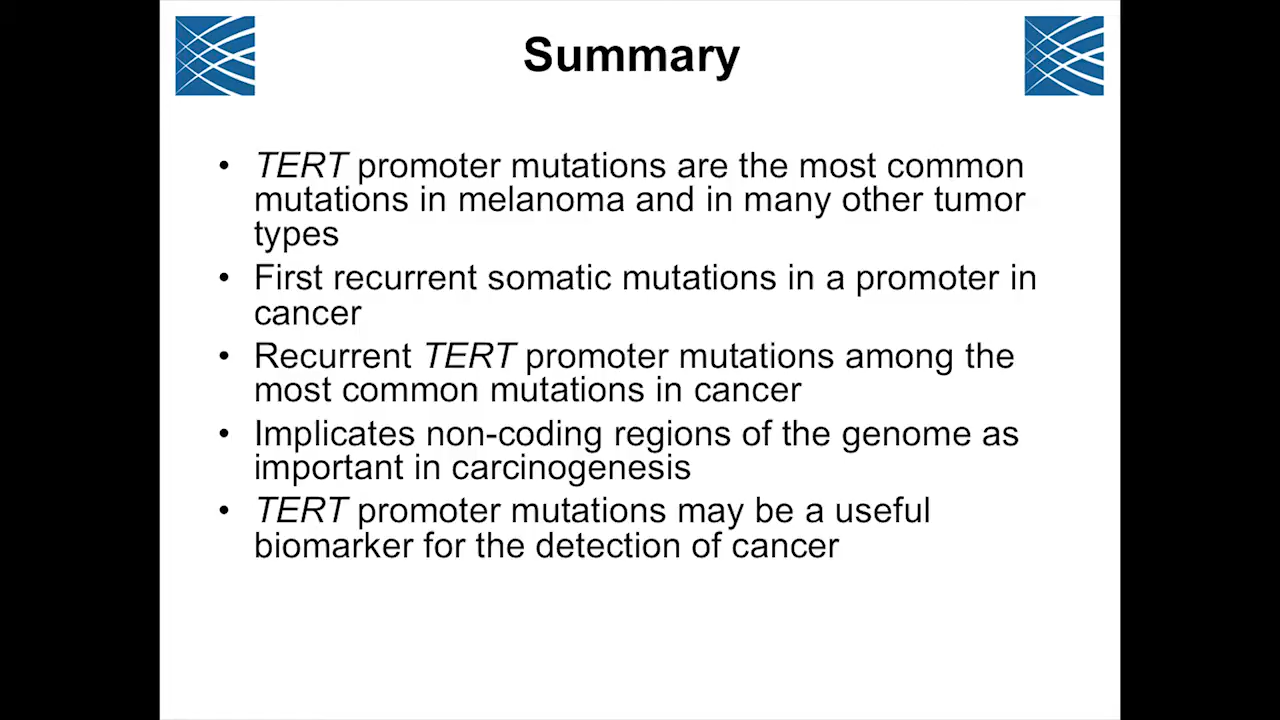 Summary
• TERT promoter mutations are the most common
mutations in melanoma and in many other tumor
types
• First recurrent somatic mutations in a promoter in
cancer
• Recurrent TERT promoter mutations among the
most common mutations in cancer
• Implicates non-coding regions of the genome as
important in carcinogenesis
• TERT promoter mutations may be a useful
biomarker for the detection of cancer